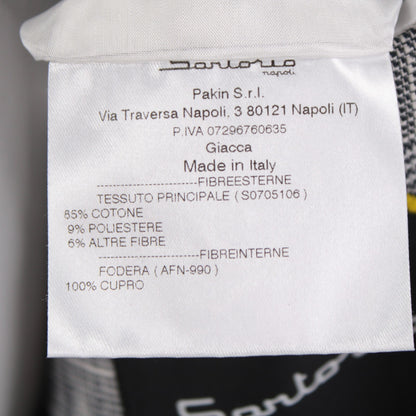 Sartorio
napoli
Pakin S.r.l.
Via Traversa Napoli, 3 80121 Napoli (IT)
P.IVA 07296760635
Giacca
Made in Italy
--------------------------FIBREESTERNE
TESSUTO PRINCIPALE ( S0705106 )
85% COTONE
9% POLIESTERE
6% ALTRE FIBRE
--------------------------FIBREINTERNE
FODERA ( AFN-990 )
100% CUPRO
Sartorio